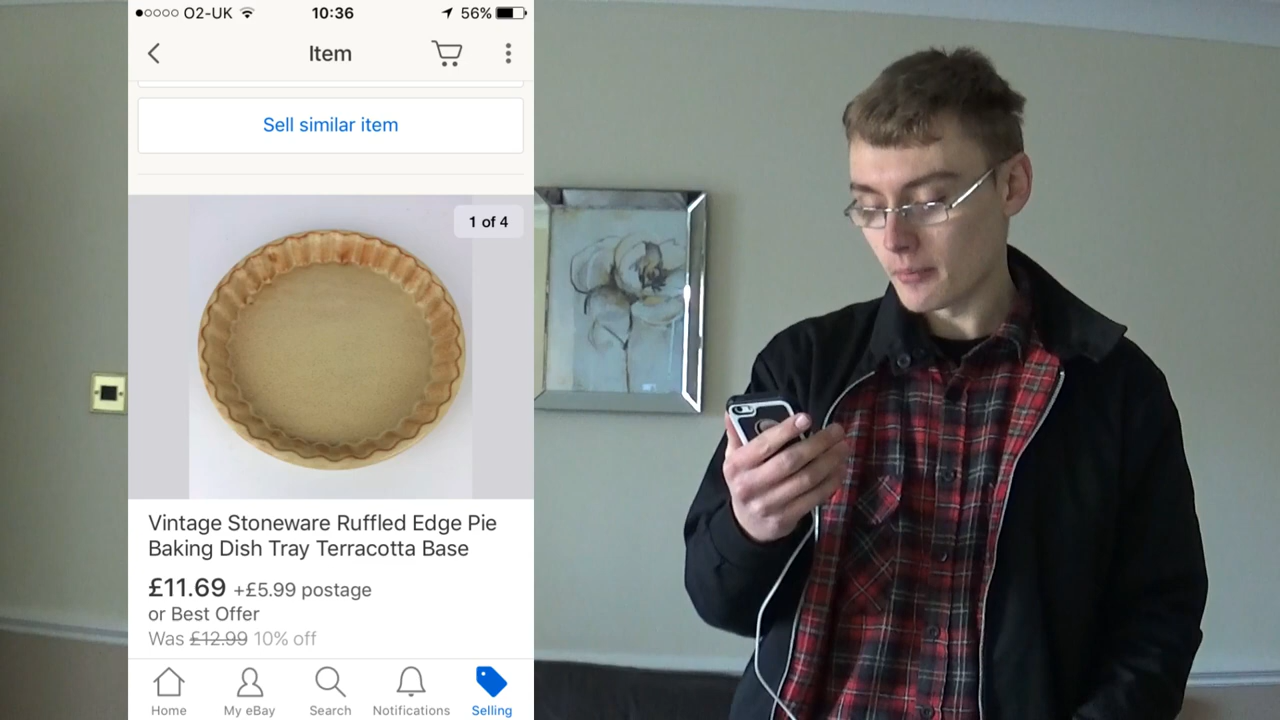 ●○○○○ O2-UK 10:36 56%
Item
Sell similar item
1 of 4
Vintage Stoneware Ruffled Edge Pie
Baking Dish Tray Terracotta Base
£11.69 +£5.99 postage
or Best Offer
Was £12.99 10% off
Home My eBay Search Notifications Selling